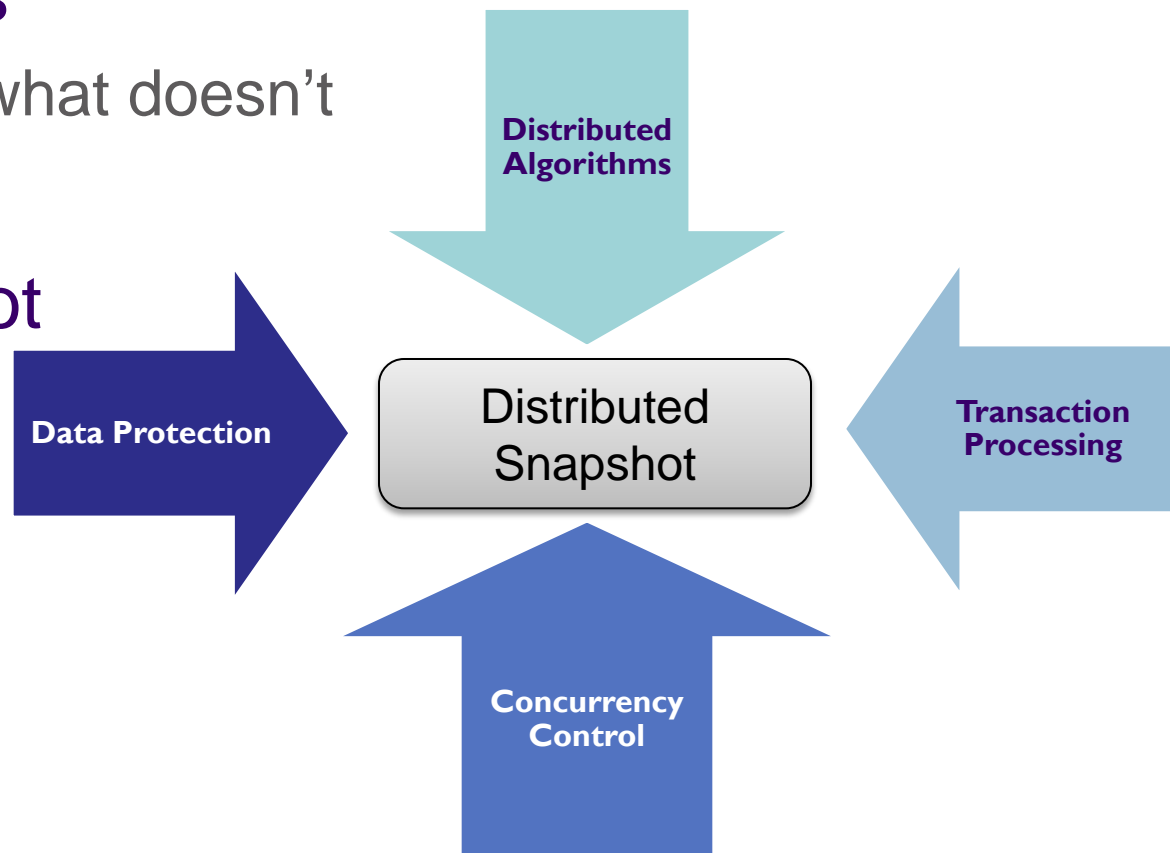 what doesn’t
Distributed
Algorithms
Data Protection
Distributed
Snapshot
Transaction
Processing
Concurrency
Control